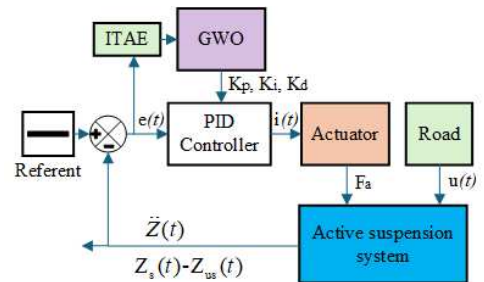 ITAE
GWO
Kp, Ki, Kd
e(t)
PID
Controller
i(t)
Actuator
Road
+
-
Referent
Fa
u(t)
Z̈(t)
Active suspension
system
Zs(t)-Zus(t)